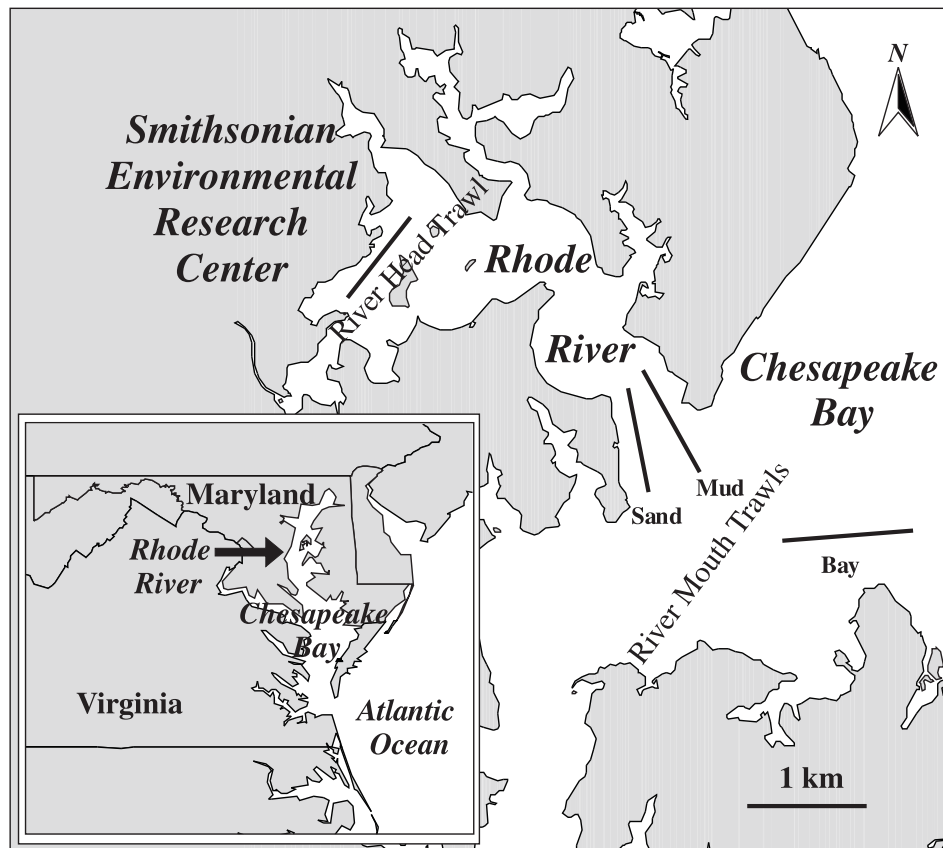 N
Smithsonian
Environmental
Research
Center
River Head Trawl
5
Rhode
River
Chesapeake
Bay
Mud
Sand
River Mouth Trawls
Bay
1 km
Maryland
Rhode
River
Chesapeake
Bay
Virginia
Atlantic
Ocean